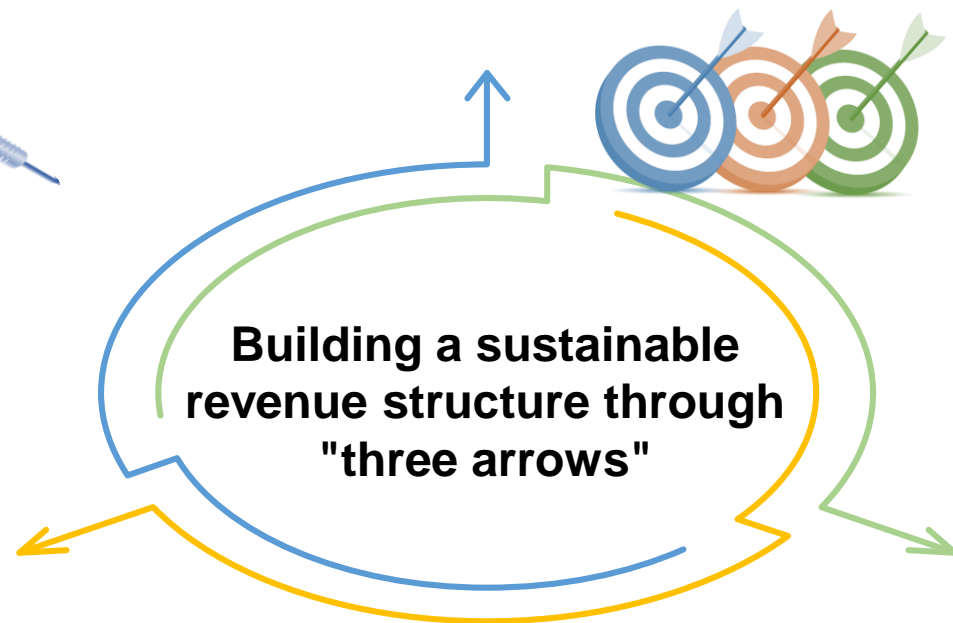 Building a sustainable
revenue structure through
"three arrows"